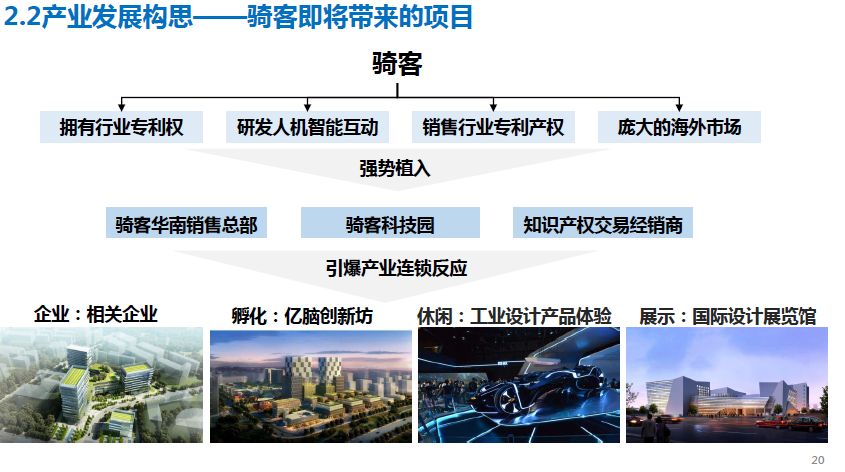 2.2产业发展构思——骑客即将带来的项目
骑客
拥有行业专利权
研发人机智能互动
销售行业专利产权
庞大的海外市场
强势植入
骑客华南销售总部
骑客科技园
知识产权交易经销商
引爆产业连锁反应
企业：相关企业
孵化：亿脑创新坊
休闲：工业设计产品体验
展示：国际设计展览馆
20